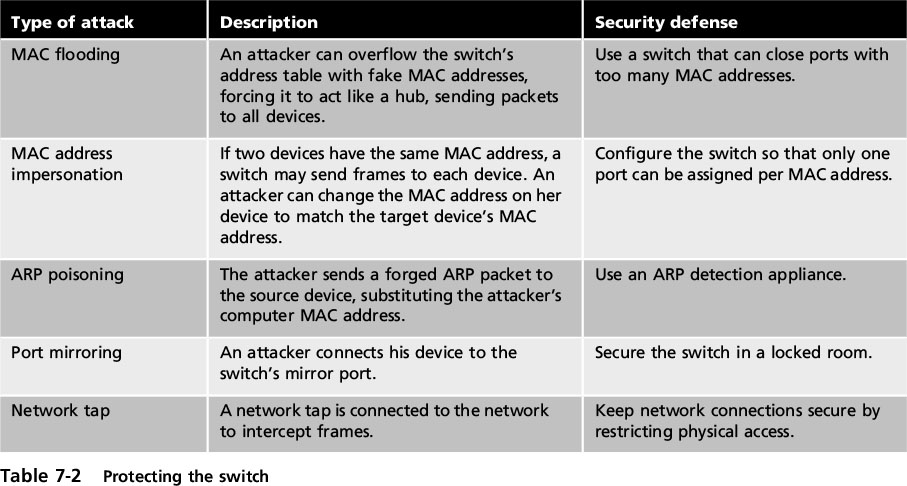 Type of attack Description Security defense
MAC flooding An attacker can overflow the switch's Use a switch that can close ports with
address table with fake MAC addresses, too many MAC addresses.
forcing it to act like a hub, sending packets
to all devices.
MAC address If two devices have the same MAC address, a Configure the switch so that only one
impersonation switch may send frames to each device. An port can be assigned per MAC address.
attacker can change the MAC address on her
device to match the target device's MAC
address.
ARP poisoning The attacker sends a forged ARP packet to Use an ARP detection appliance.
the source device, substituting the attacker's
computer MAC address.
Port mirroring An attacker connects his device to the Secure the switch in a locked room.
switch's mirror port.
Network tap A network tap is connected to the network Keep network connections secure by
to intercept frames. restricting physical access.
Table 7-2 Protecting the switch